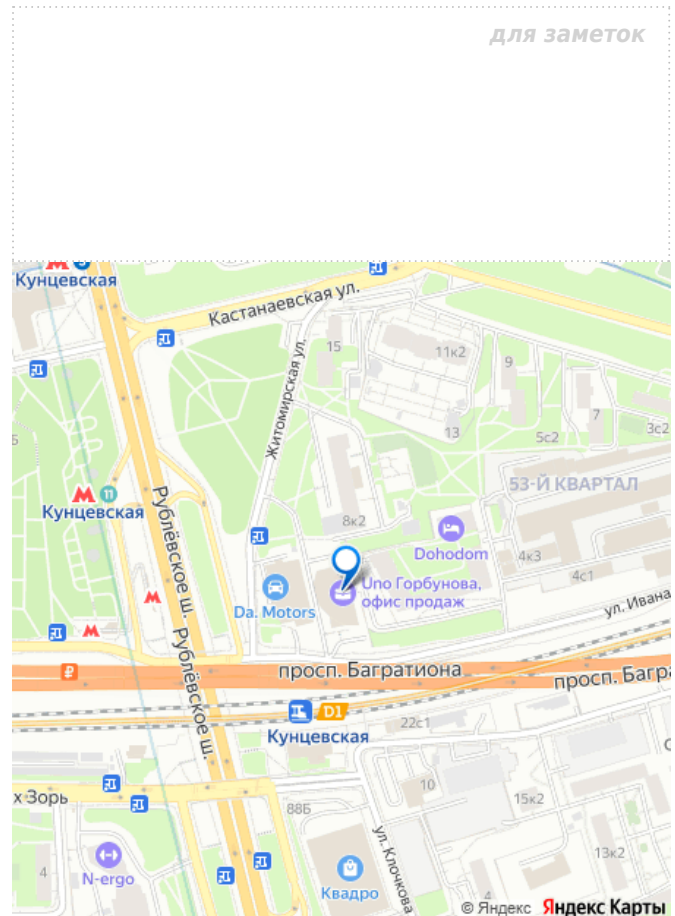 для заметок
Кунцевская
Кастанаевская ул.
Житомирская ул.
15
11к2
9
7
13
5с2
3с2
53-Й КВАРТАЛ
М 11
Кунцевская
Рублёвское ш.
8к2
Dohodom
4к3
4с1
Uno Горбунова,
офис продаж
Da. Motors
ул. Ивана
М
М
Рублёвское ш.
₽
просп. Багратиона
просп. Багра
D1
Кунцевская
22с1
х Зорь
10
15к2
88Б
ул. Клочкова
13к2
4
N-ergo
Квадро
© Яндекс Яндекс Карты